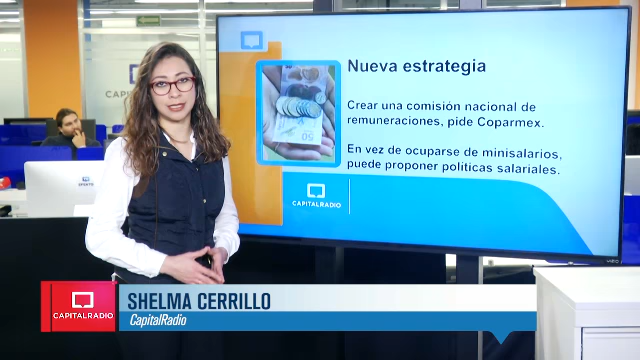 Nueva estrategia
Crear una comisión nacional de
remuneraciones, pide Coparmex.
En vez de ocuparse de minisalarios,
puede proponer políticas salariales.
CAPITALRADIO
50
SHELMA CERRILLO
CapitalRadio
CAPITALRADIO